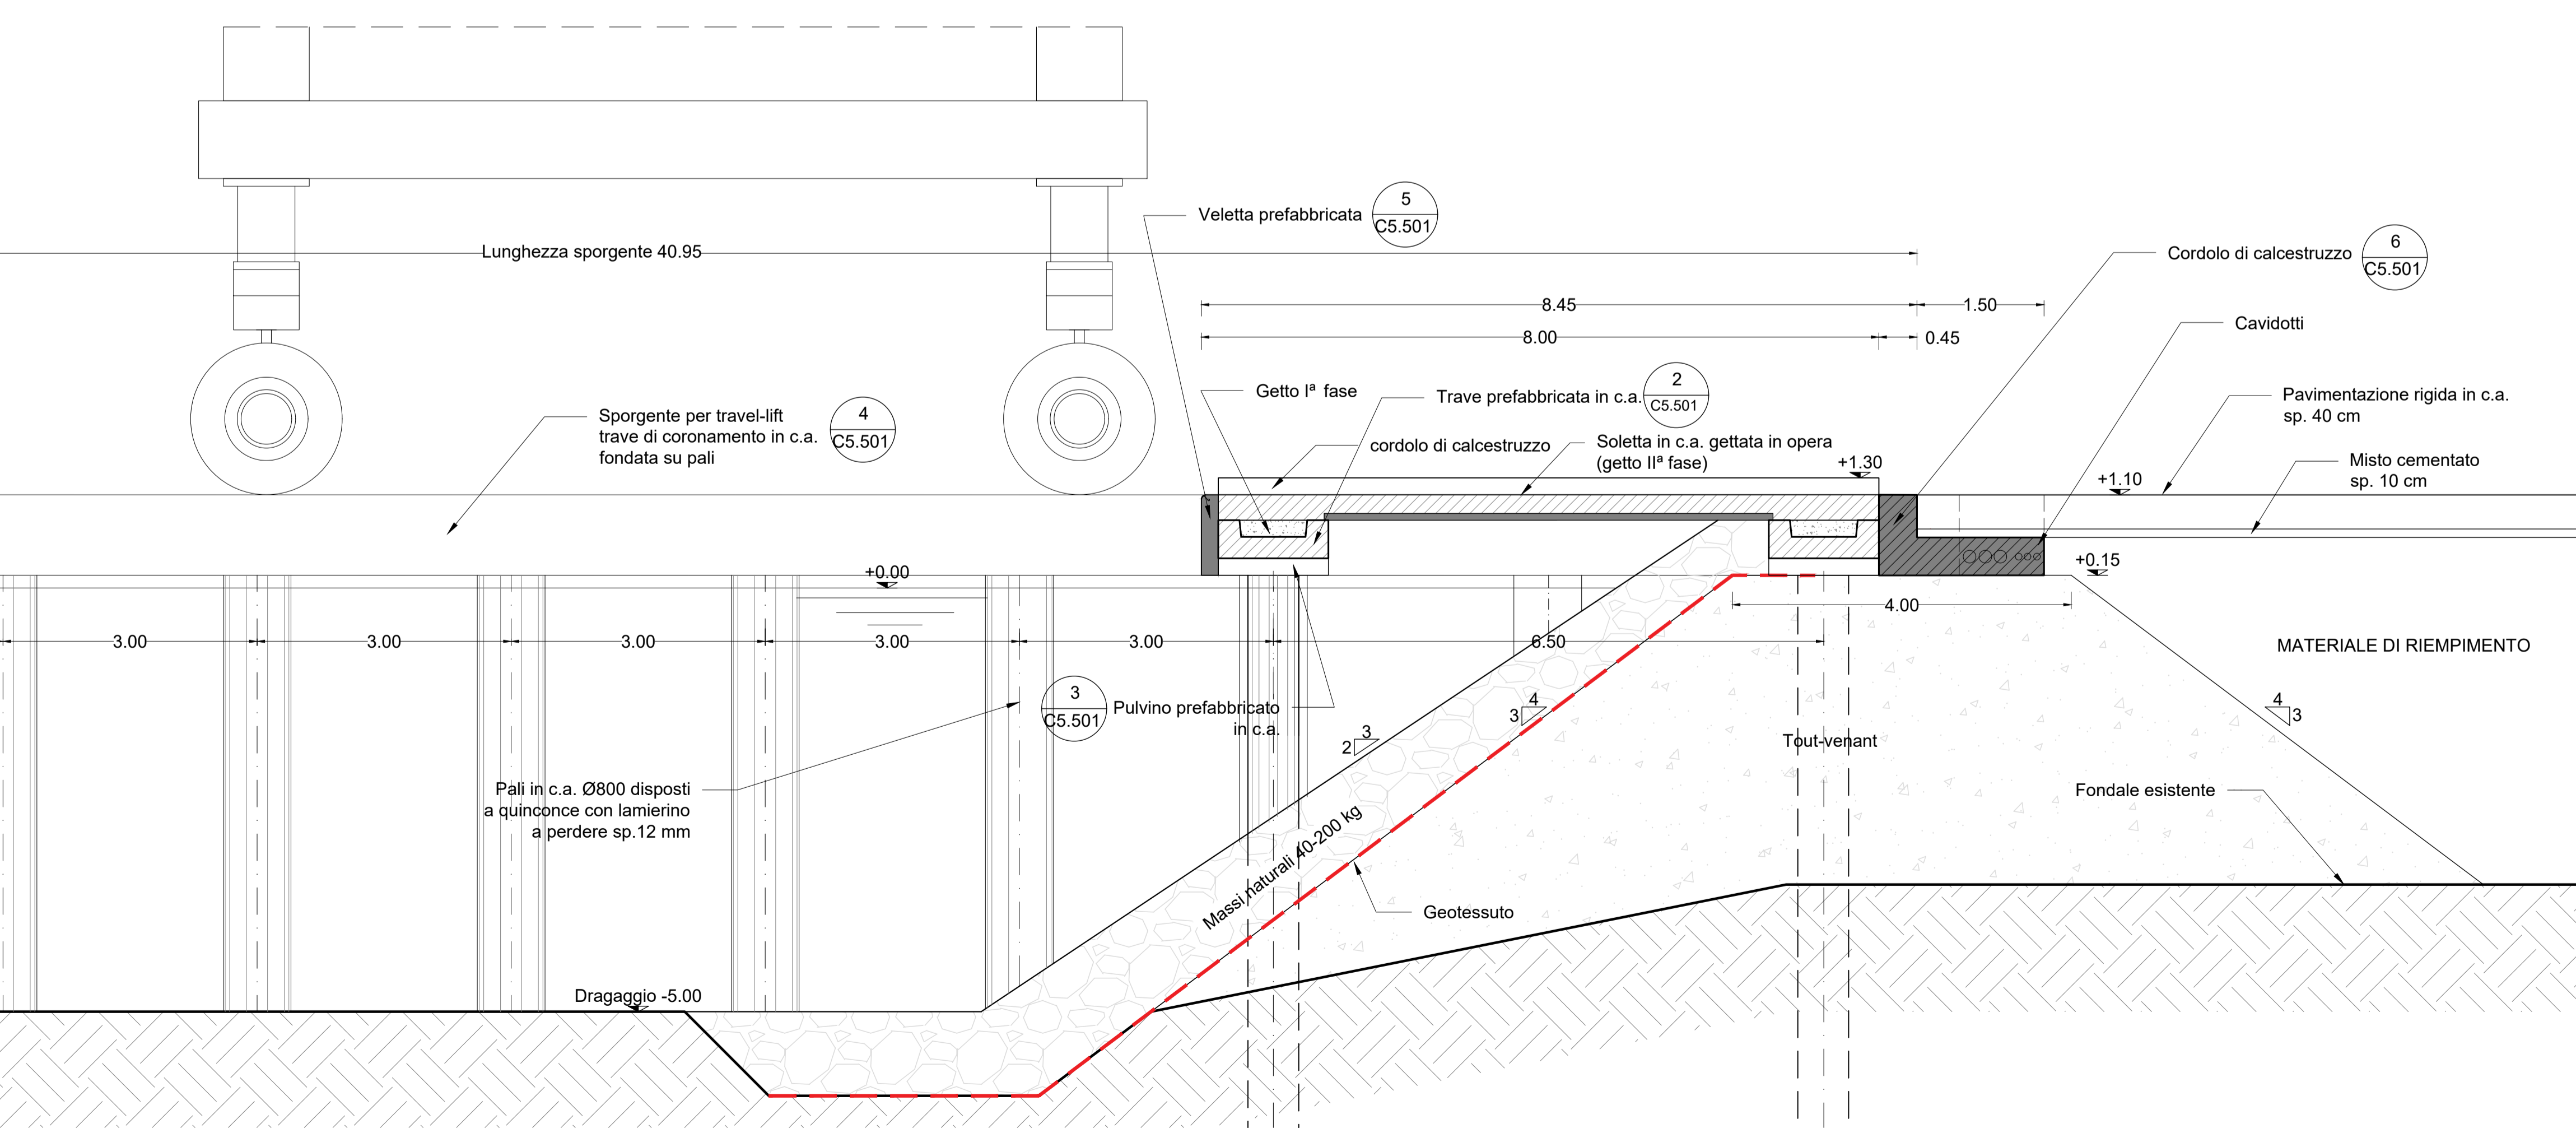 Veletta prefabbricata
5
C5.501
Lunghezza sporgente 40.95
Cordolo di calcestruzzo
6
C5.501
8.45
1.50
8.00
0.45
Cavidotti
Getto Iª fase
Trave prefabbricata in c.a.
2
C5.501
Pavimentazione rigida in c.a.
sp. 40 cm
Sporgente per travel-lift
trave di coronamento in c.a.
fondata su pali
4
C5.501
cordolo di calcestruzzo
Soletta in c.a. gettata in opera
(getto IIª fase)
+1.30
+1.10
Misto cementato
sp. 10 cm
+0.00
+0.15
4.00
3.00
3.00
3.00
3.00
3.00
6.50
MATERIALE DI RIEMPIMENTO
3
C5.501
Pulvino prefabbricato
in c.a.
2
3
3
4
4
3
Tout-venant
Pali in c.a. Ø800 disposti
a quinconce con lamierino
a perdere sp.12 mm
Massi naturali 40-200 kg
Fondale esistente
Geotessuto
Dragaggio -5.00